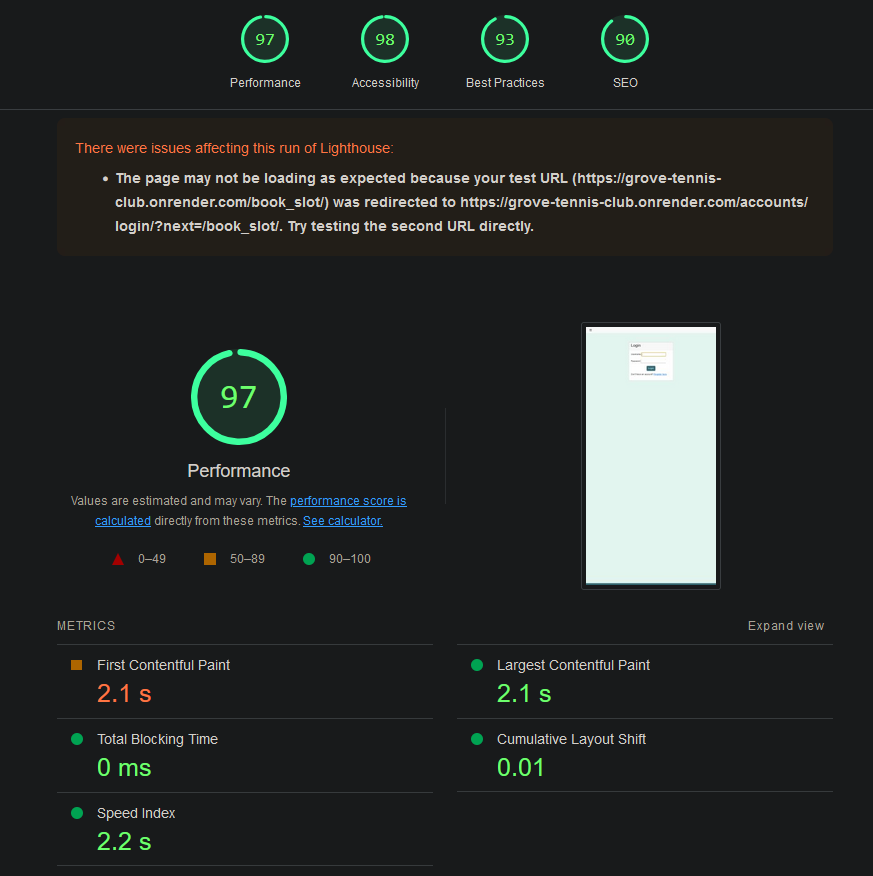 97 98 93 90
Performance Accessibility Best Practices SEO
There were issues affecting this run of Lighthouse:
• The page may not be loading as expected because your test URL (https://grove-tennis-
club.onrender.com/book_slot/) was redirected to https://grove-tennis-club.onrender.com/accounts/
login/?next=/book_slot/. Try testing the second URL directly.
97
Performance
Values are estimated and may vary. The performance score is
calculated directly from these metrics. See calculator.
0–49 50–89 90–100
Login
METRICS Expand view
First Contentful Paint
2.1 s
Largest Contentful Paint
2.1 s
Total Blocking Time
0 ms
Cumulative Layout Shift
0.01
Speed Index
2.2 s